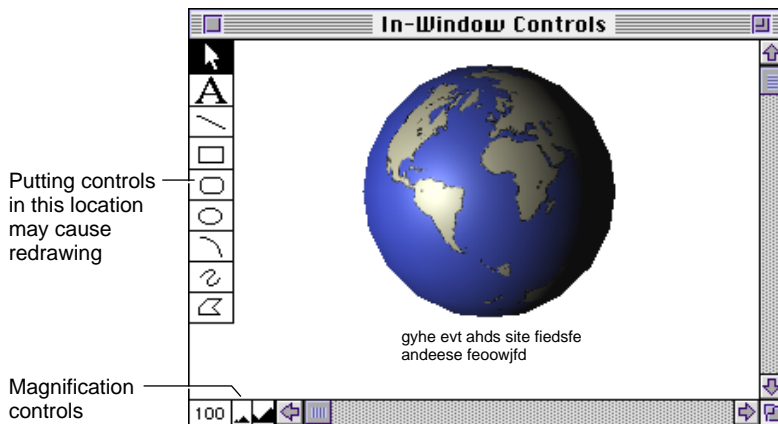 In-Window Controls
A
Putting controls
in this location
may cause
redrawing
gyhe evt ahds site fiedsfe
andeese feoowjfd
Magnification
controls
100